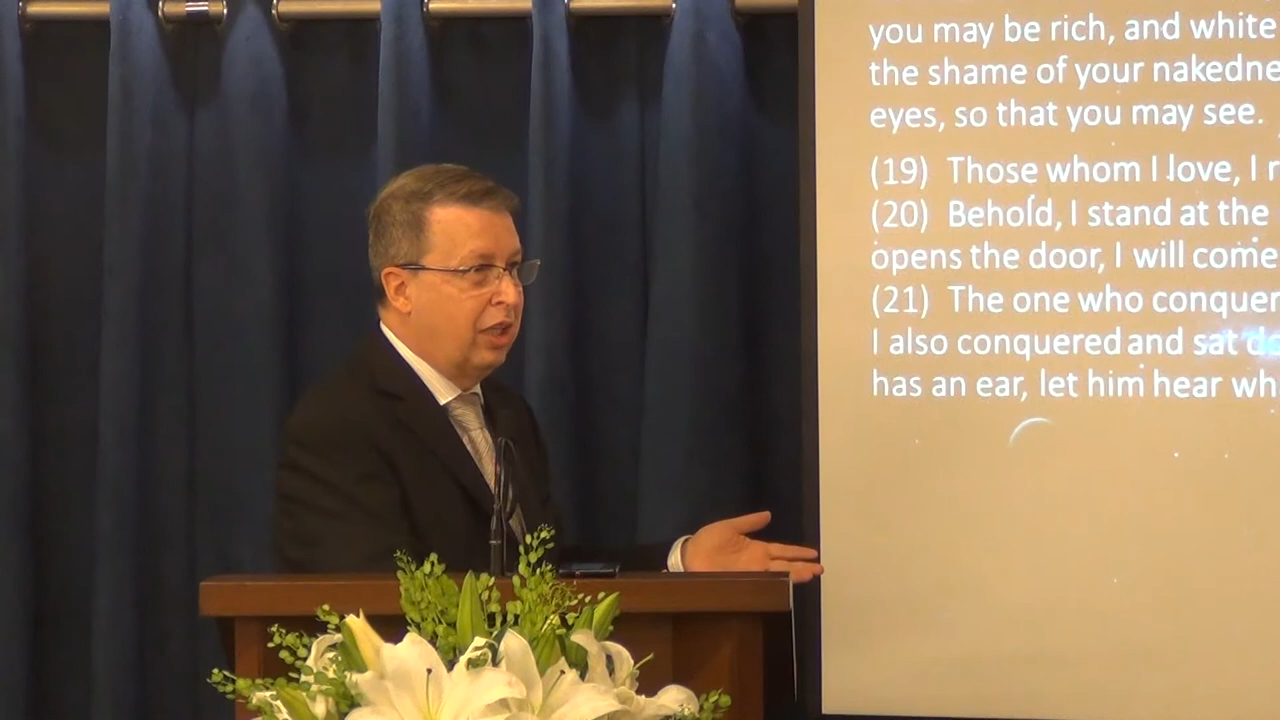 you may be rich, and white
the shame of your nakedne
eyes, so that you may see.
(19) Those whom I love, I r
(20) Behold, I stand at the
opens the door, I will come
(21) The one who conquer
I also conquered and sat do
has an ear, let him hear wh